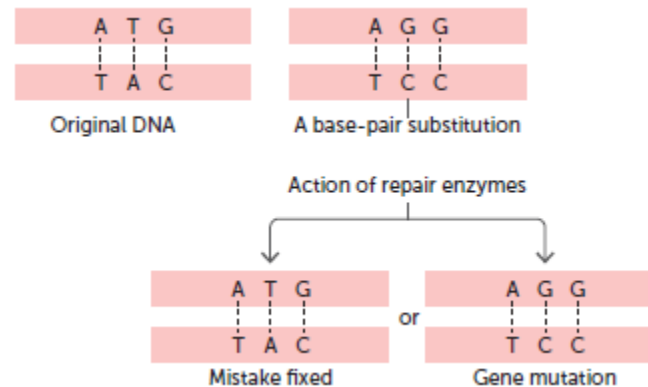 A T G
T A C
Original DNA
A G G
T C C
A base-pair substitution
Action of repair enzymes
A T G
T A C
Mistake fixed
or
A G G
T C C
Gene mutation